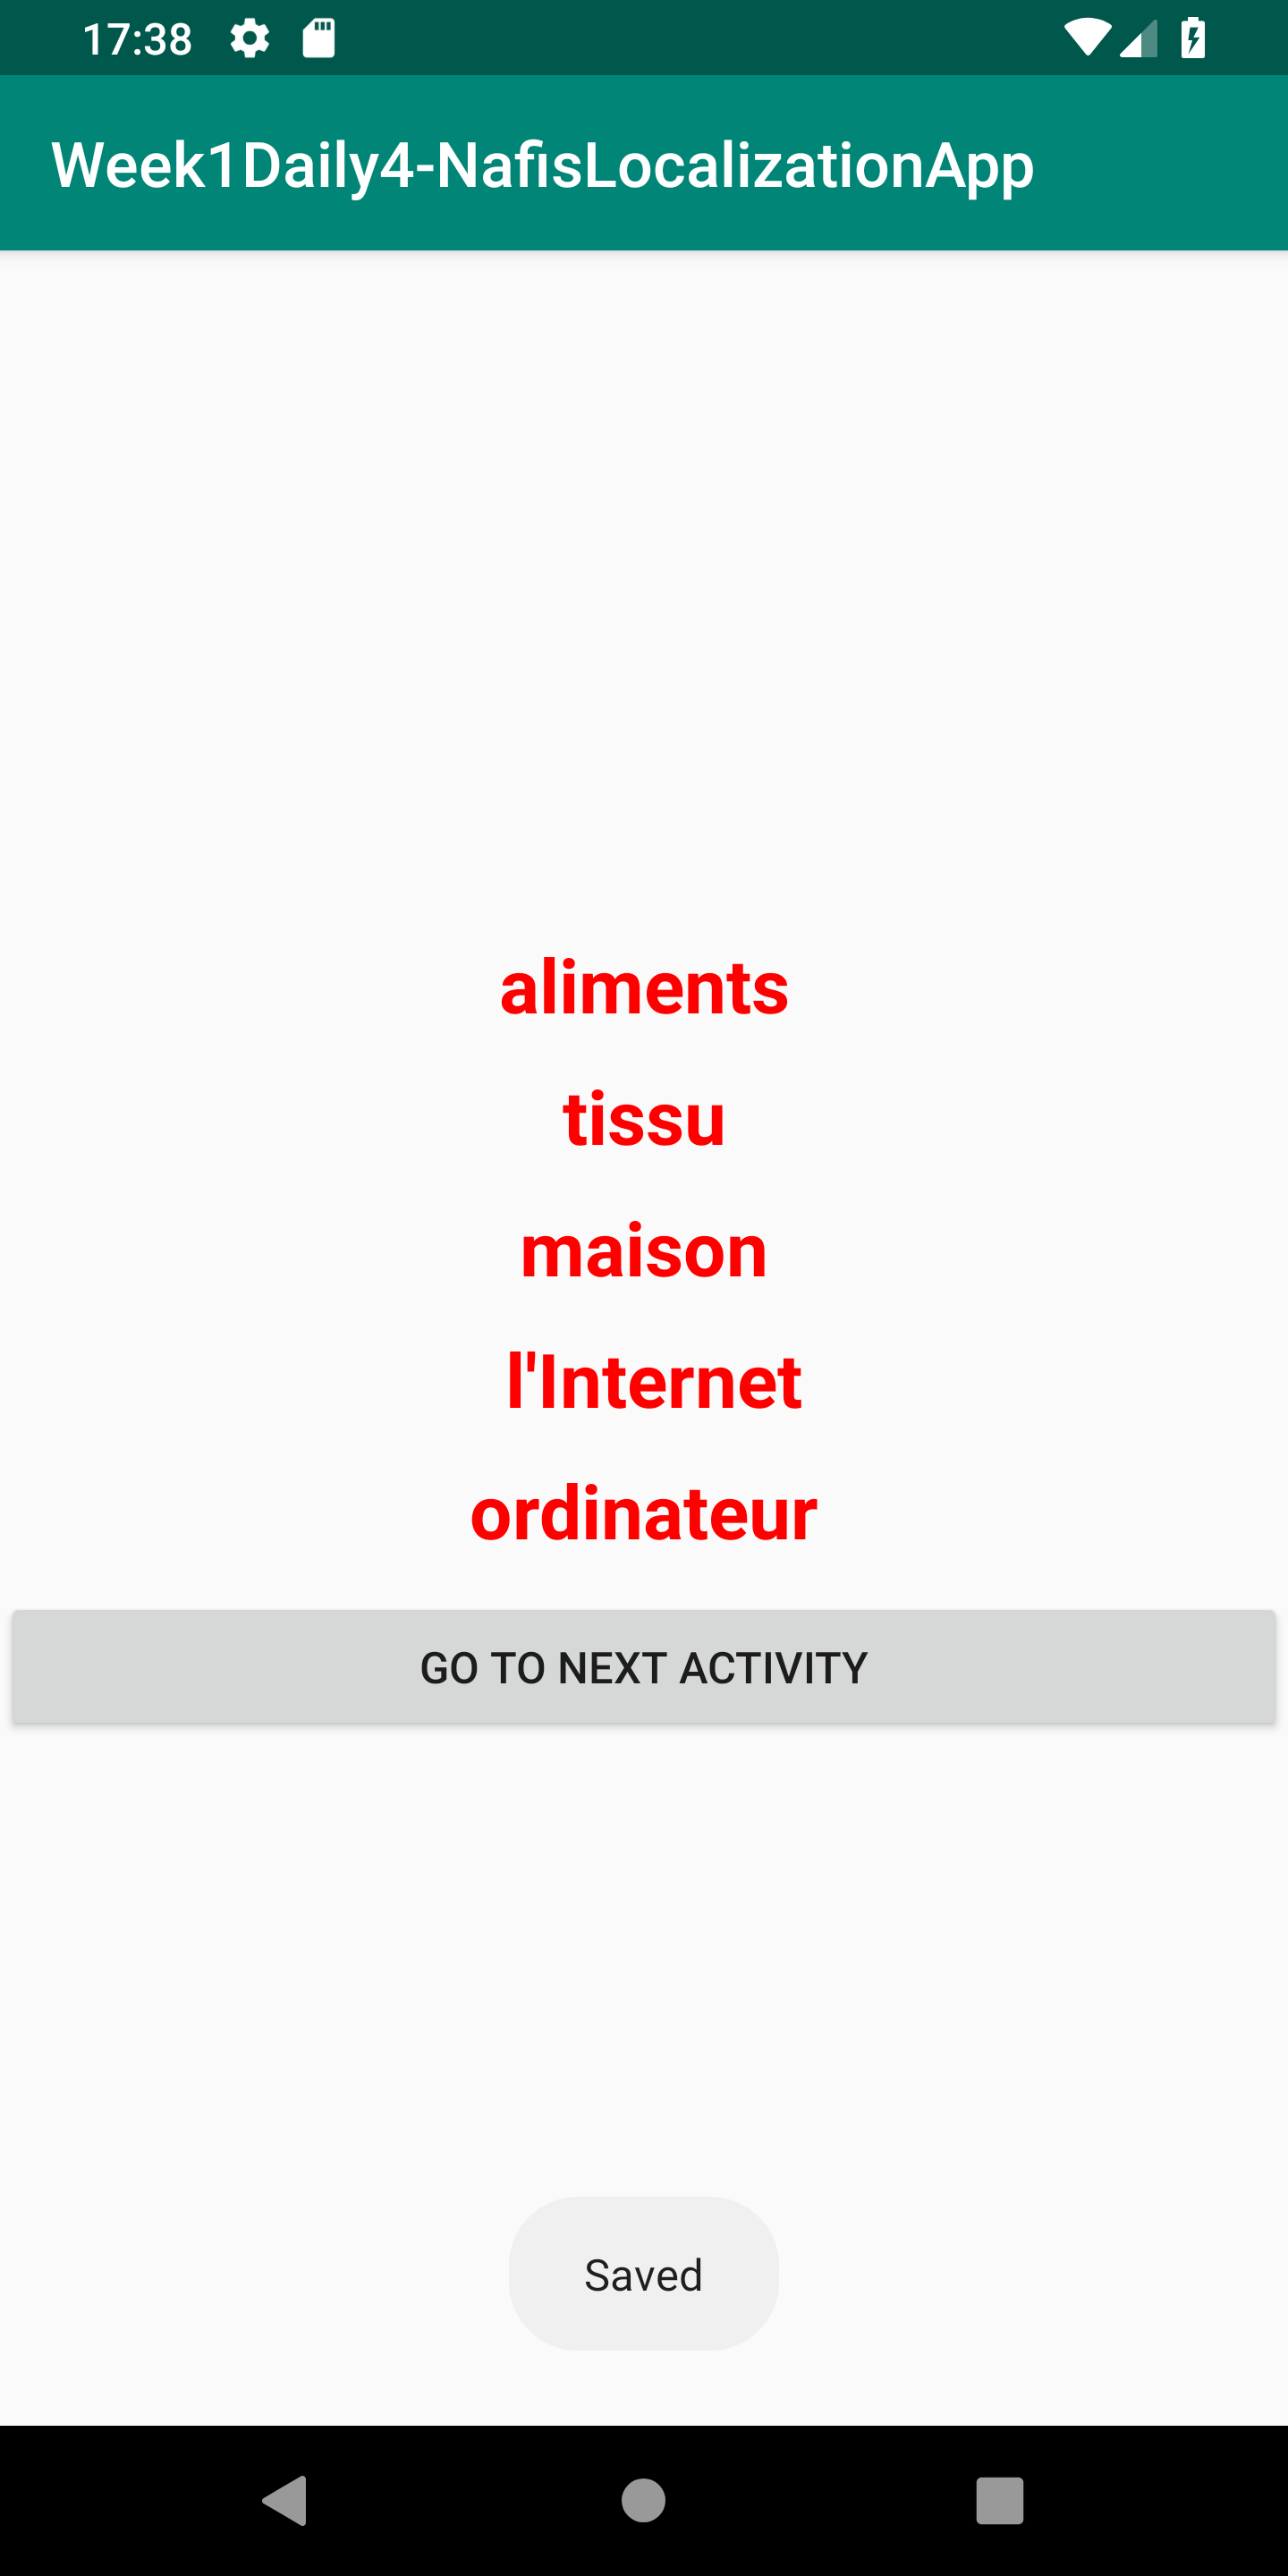 17:38
Week1Daily4-NafisLocalizationApp
aliments
tissu
maison
l'Internet
ordinateur
GO TO NEXT ACTIVITY
Saved